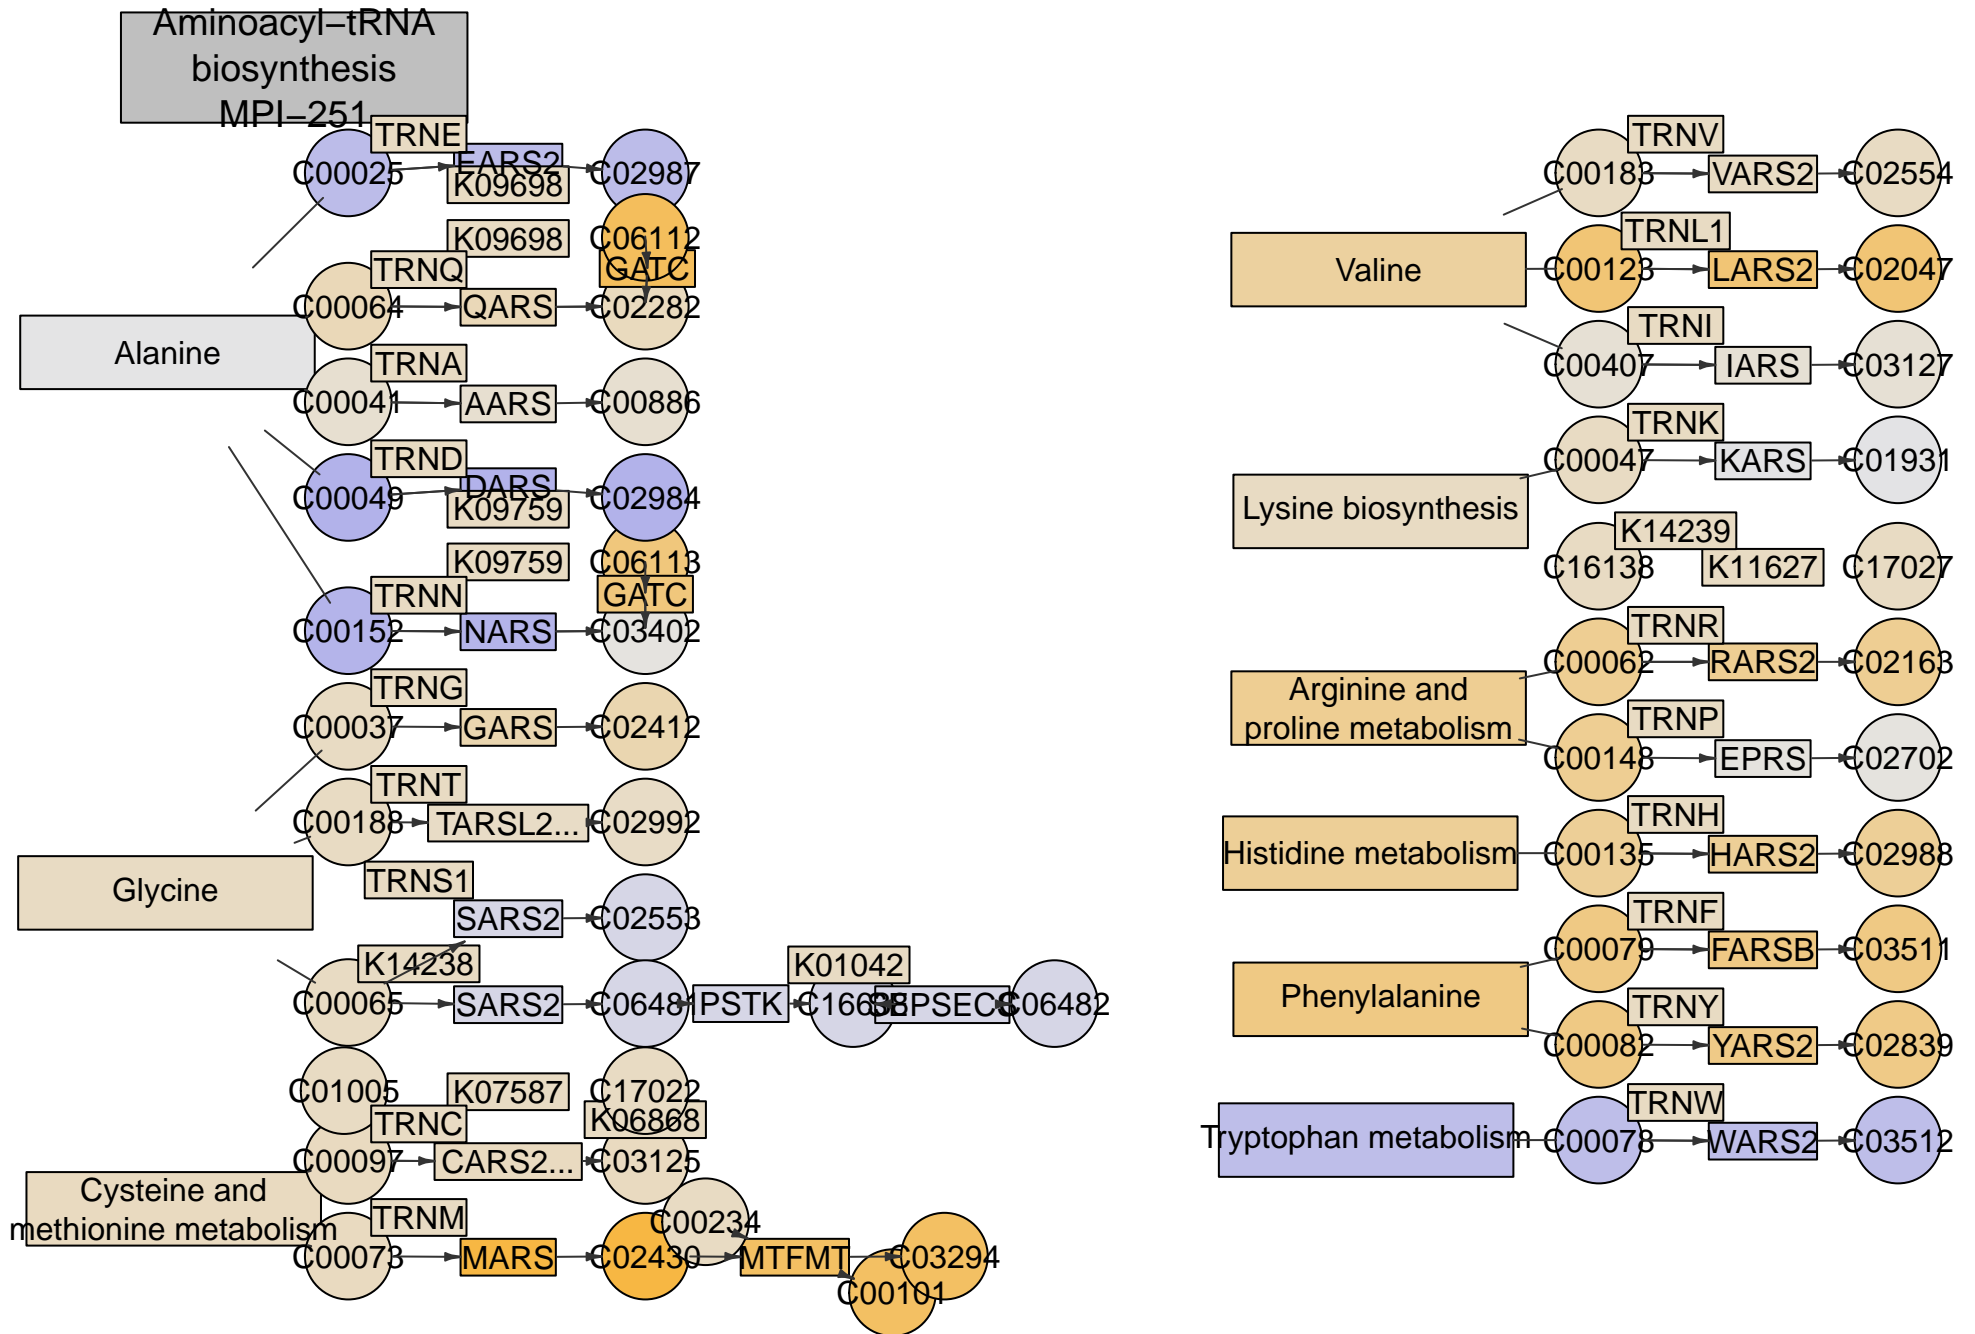 Aminoacyl−tRNA
biosynthesis
MPI−251
TRNE
C00025
EARS2
K09698
C02987
K09698
C06112
TRNQ
GATC
C00064
QARS
C02282
Alanine
TRNA
C00041
AARS
C00886
TRND
C00049
DARS
K09759
C02984
K09759
C06113
TRNN
GATC
C00152
NARS
C03402
TRNG
C00037
GARS
C02412
TRNT
C00188
TARSL2...
C02992
Glycine
TRNS1
SARS2
C02553
K14238
C00065
SARS2
C06481
PSTK
K01042
C16638
SEPSECS
C06482
C01005
K07587
C17022
TRNC
K06868
C00097
CARS2...
C03125
Cysteine and
methionine metabolism
TRNM
C00073
MARS
C02430
C00234
MTFMT
C03294
C00101
TRNV
C00183
VARS2
C02554
Valine
TRNL1
C00123
LARS2
C02047
TRNI
C00407
IARS
C03127
TRNK
C00047
KARS
C01931
Lysine biosynthesis
K14239
C16138
K11627
C17027
TRNR
C00062
RARS2
C02163
Arginine and
proline metabolism
TRNP
C00148
EPRS
C02702
TRNH
Histidine metabolism
C00135
HARS2
C02988
TRNF
C00079
FARSB
C03511
Phenylalanine
TRNY
C00082
YARS2
C02839
TRNW
Tryptophan metabolism
C00078
WARS2
C03512